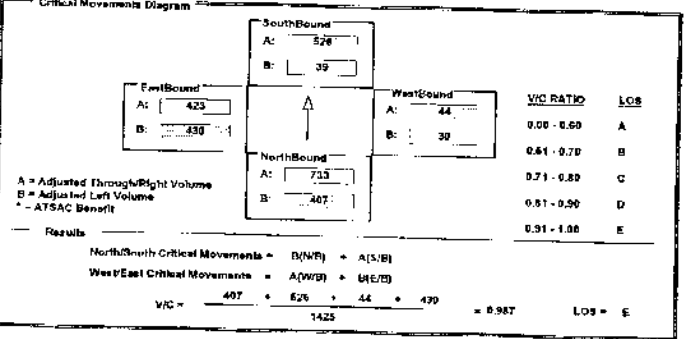 Critical Movements Diagram
SouthBound
A: 526
B: 39
EastBound
A: 423
B: 430
WestBound
A: 44
B: 30
V/C RATIO LOS
0.00 - 0.60 A
0.61 - 0.70 B
0.71 - 0.80 C
0.81 - 0.90 D
0.91 - 1.00 E
NorthBound
A: 733
B: 407
A = Adjusted Through/Right Volume
B = Adjusted Left Volume
* = ATSAC Benefit
Results
North/South Critical Movements = B(N/B) + A(S/B)
West/East Critical Movements = A(W/B) + B(E/B)
V/C = 407 + 526 + 44 + 430
1425
= 0.987 LOS = E